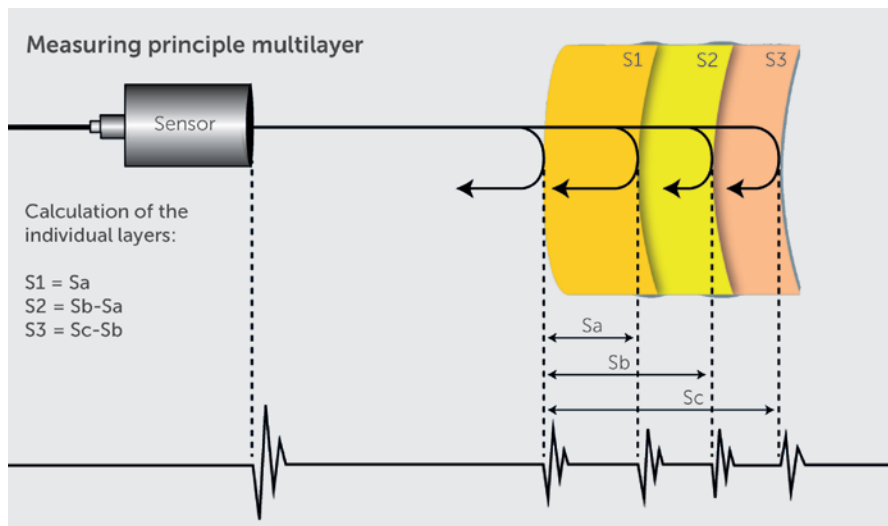 Measuring principle multilayer
S1 S2 S3
Sensor
Calculation of the
individual layers:
S1 = Sa
S2 = Sb-Sa
S3 = Sc-Sb
Sa
Sb
Sc